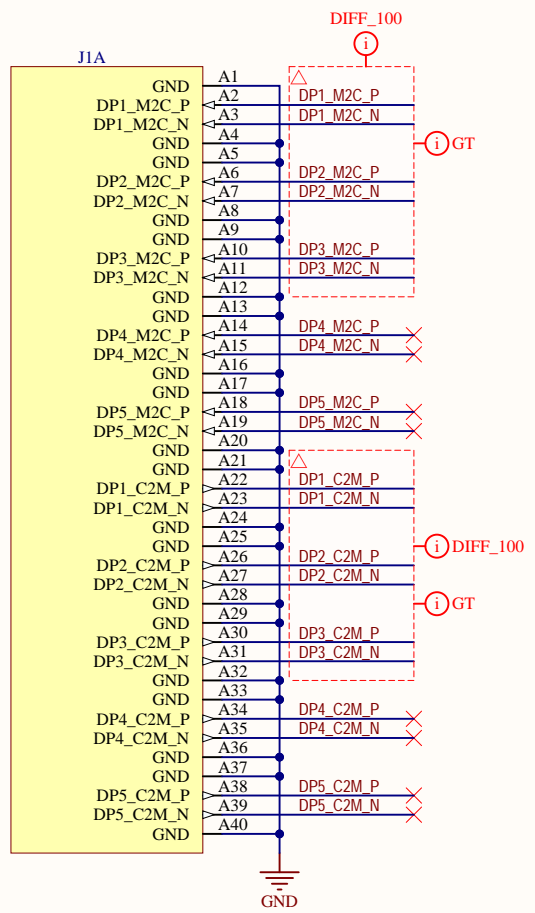 DIFF_100
i
J1A
GND A1
DP1_M2C_P A2 DP1_M2C_P
DP1_M2C_N A3 DP1_M2C_N
GND A4 i GT
GND A5
DP2_M2C_P A6 DP2_M2C_P
DP2_M2C_N A7 DP2_M2C_N
GND A8
GND A9
DP3_M2C_P A10 DP3_M2C_P
DP3_M2C_N A11 DP3_M2C_N
GND A12
GND A13
DP4_M2C_P A14 DP4_M2C_P
DP4_M2C_N A15 DP4_M2C_N
GND A16
GND A17
DP5_M2C_P A18 DP5_M2C_P
DP5_M2C_N A19 DP5_M2C_N
GND A20
GND A21
DP1_C2M_P A22 DP1_C2M_P
DP1_C2M_N A23 DP1_C2M_N
GND A24
GND A25 i DIFF_100
DP2_C2M_P A26 DP2_C2M_P
DP2_C2M_N A27 DP2_C2M_N
GND A28 i GT
GND A29
DP3_C2M_P A30 DP3_C2M_P
DP3_C2M_N A31 DP3_C2M_N
GND A32
GND A33
DP4_C2M_P A34 DP4_C2M_P
DP4_C2M_N A35 DP4_C2M_N
GND A36
GND A37
DP5_C2M_P A38 DP5_C2M_P
DP5_C2M_N A39 DP5_C2M_N
GND A40
GND